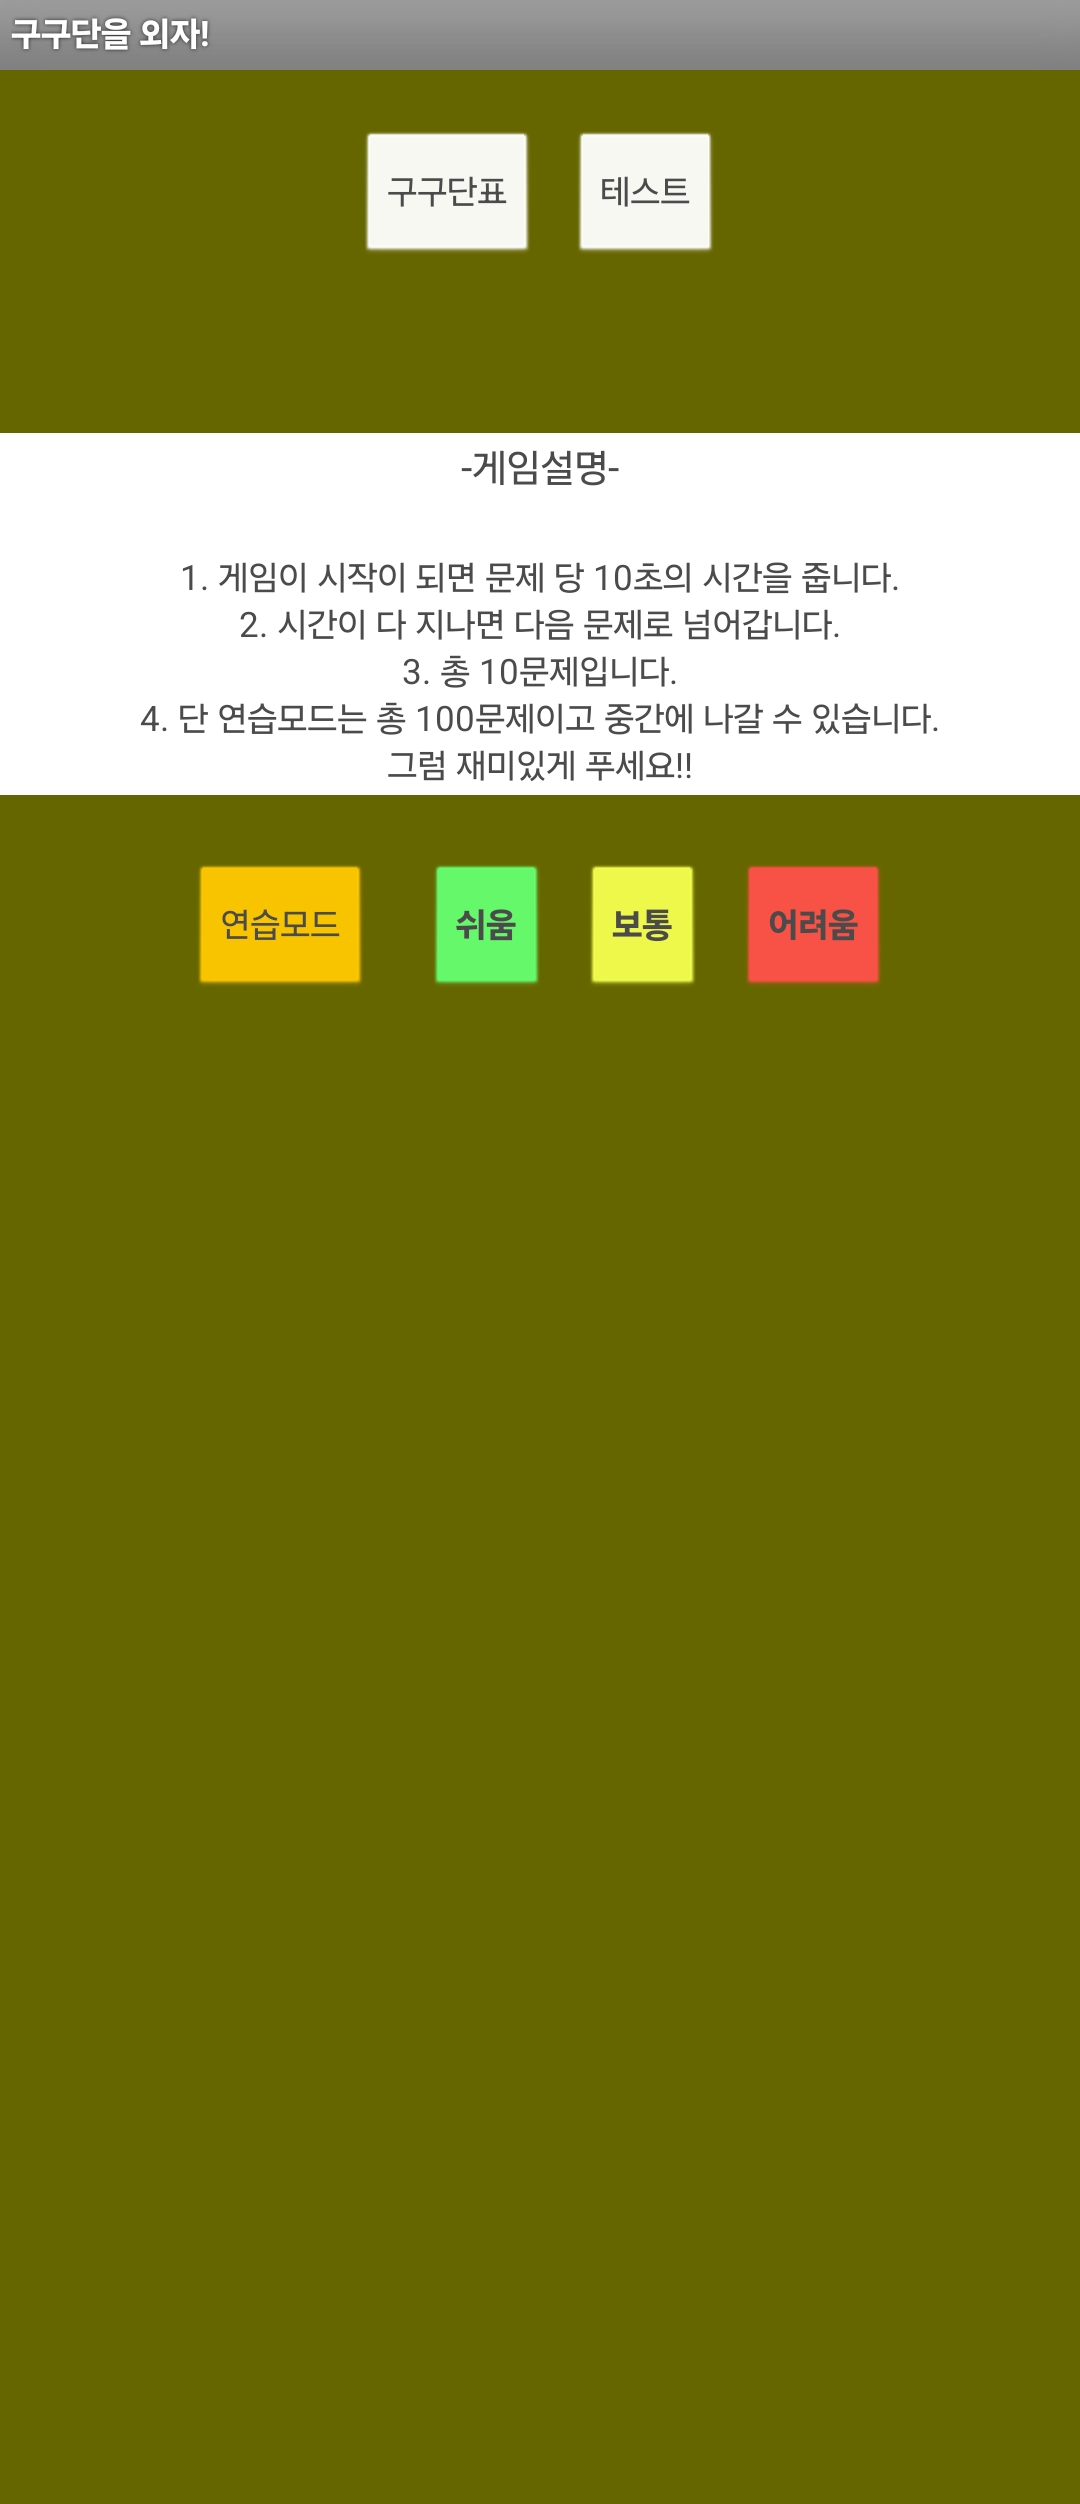 구구단을 외자!
구구단표 테스트
-게임설명-
1. 게임이 시작이 되면 문제 당 10초의 시간을 줍니다.
2. 시간이 다 지나면 다음 문제로 넘어갑니다.
3. 총 10문제입니다.
4. 단 연습모드는 총 100문제이고 중간에 나갈 수 있습니다.
그럼 재미있게 푸세요!!
연습모드 쉬움 보통 어려움